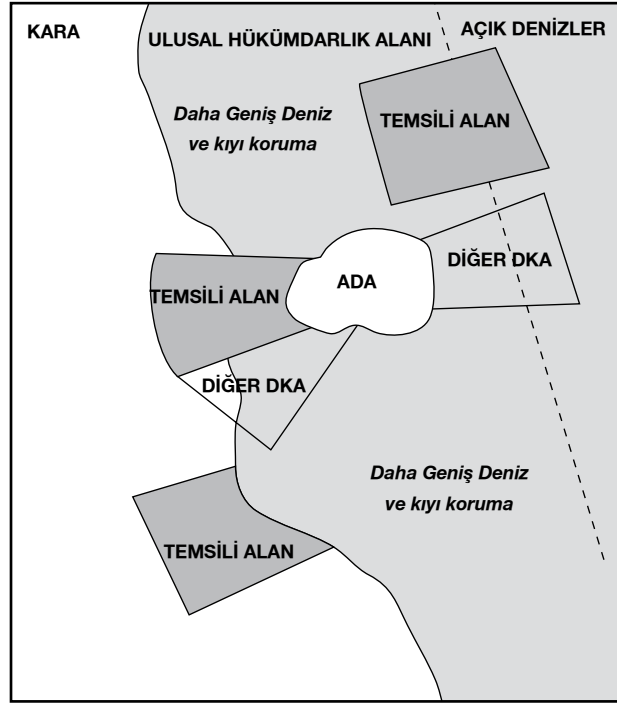 KARA
ULUSAL HÜKÜMDARLIK ALANI
AÇIK DENİZLER
Daha Geniş Deniz
ve kıyı koruma
TEMSİLİ ALAN
DİĞER DKA
ADA
TEMSİLİ ALAN
DİĞER DKA
Daha Geniş Deniz
ve kıyı koruma
TEMSİLİ ALAN